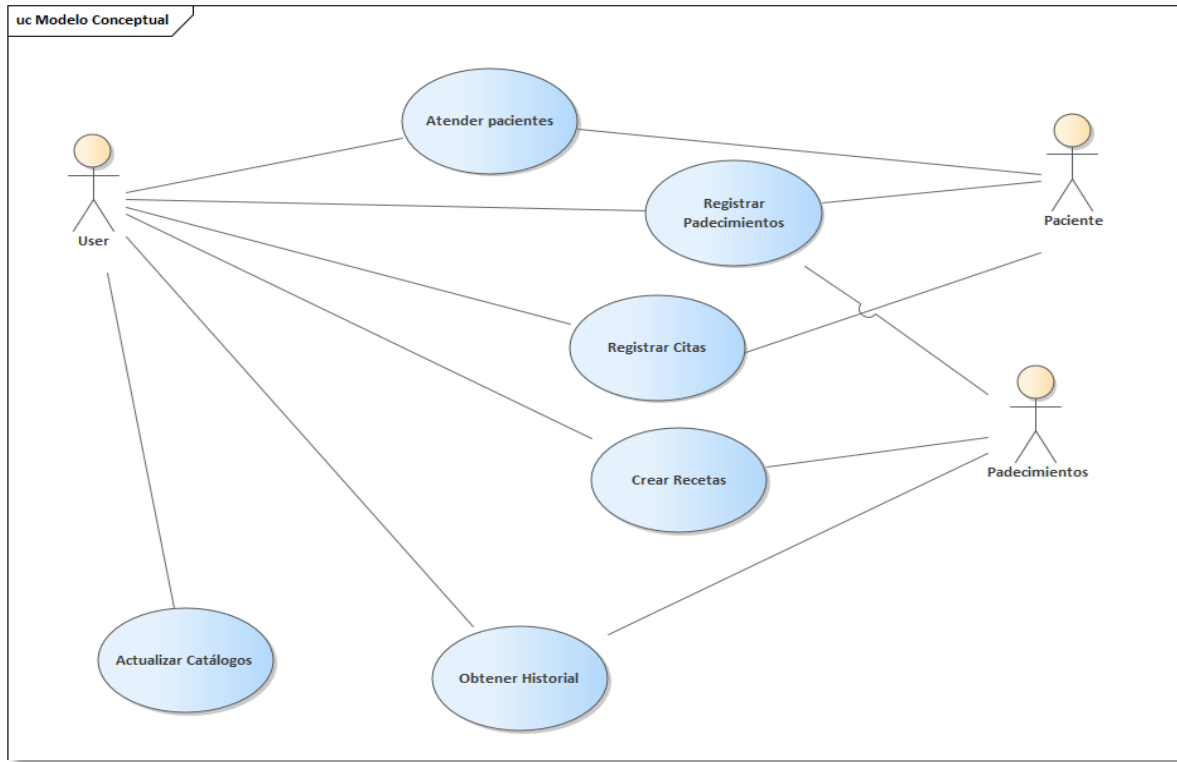 uc Modelo Conceptual
Atender pacientes
User
Registrar
Padecimientos
Paciente
Registrar Citas
Crear Recetas
Padecimientos
Actualizar Catálogos
Obtener Historial